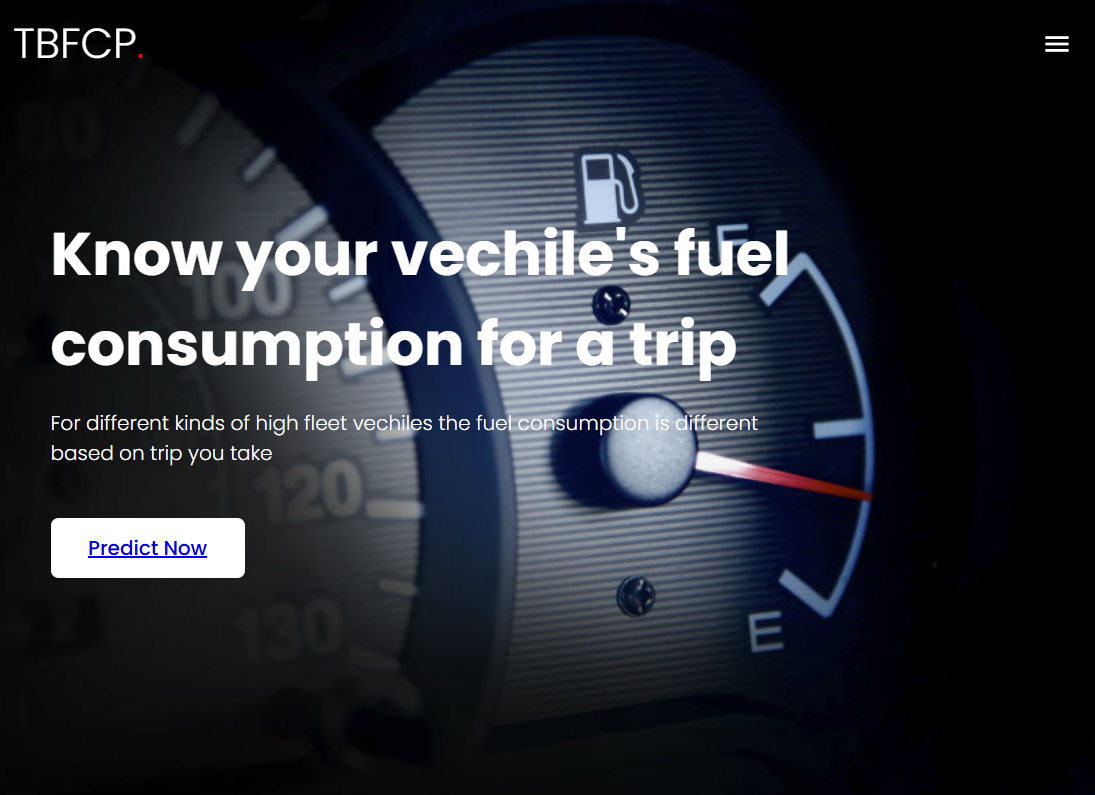 TBFCP.
80
F
Know your vechile's fuel
100
consumption for a trip
For different kinds of high fleet vechiles the fuel consumption is different
based on trip you take
120
Predict Now
130
E